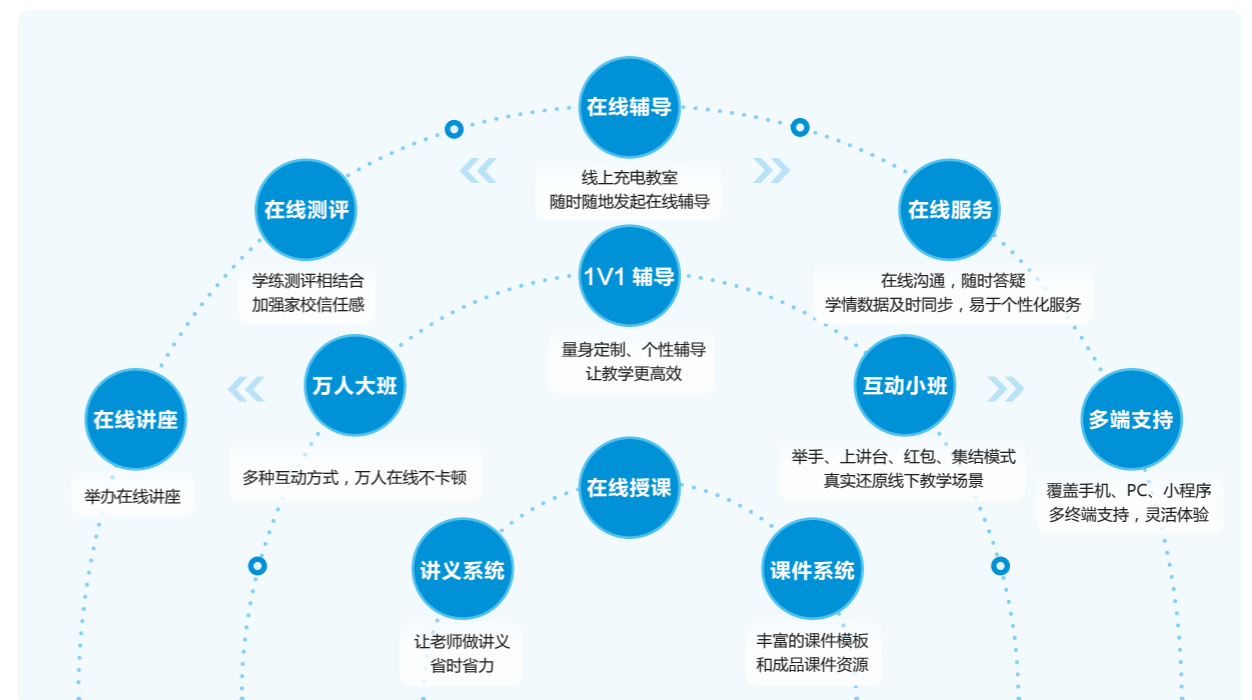 在线辅导
线上充电教室
随时随地发起在线辅导
在线测评
学练测评相结合
加强家校信任感
在线服务
在线沟通，随时答疑
学情数据及时同步，易于个性化服务
1V1 辅导
量身定制、个性辅导
让教学更高效
万人大班
多种互动方式，万人在线不卡顿
互动小班
举手、上讲台、红包、集结模式
真实还原线下教学场景
在线讲座
举办在线讲座
多端支持
覆盖手机、PC、小程序
多终端支持，灵活体验
在线授课
讲义系统
让老师做讲义
省时省力
课件系统
丰富的课件模板
和成品课件资源